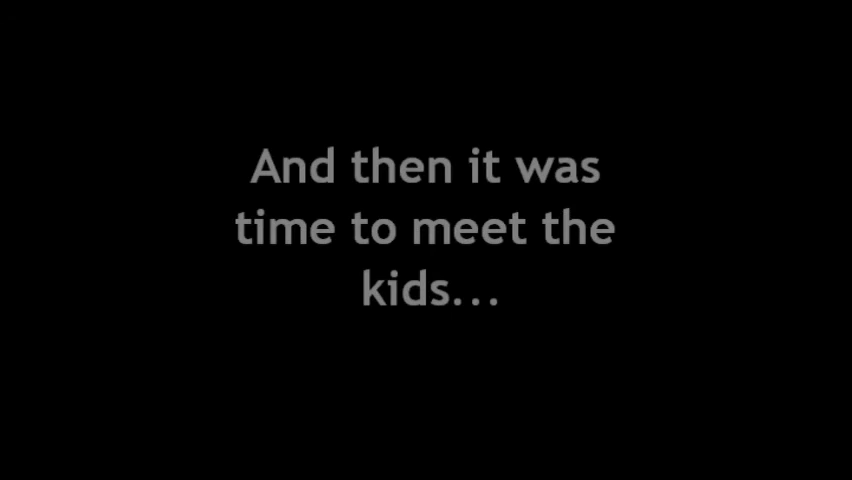 And then it was
time to meet the
kids...